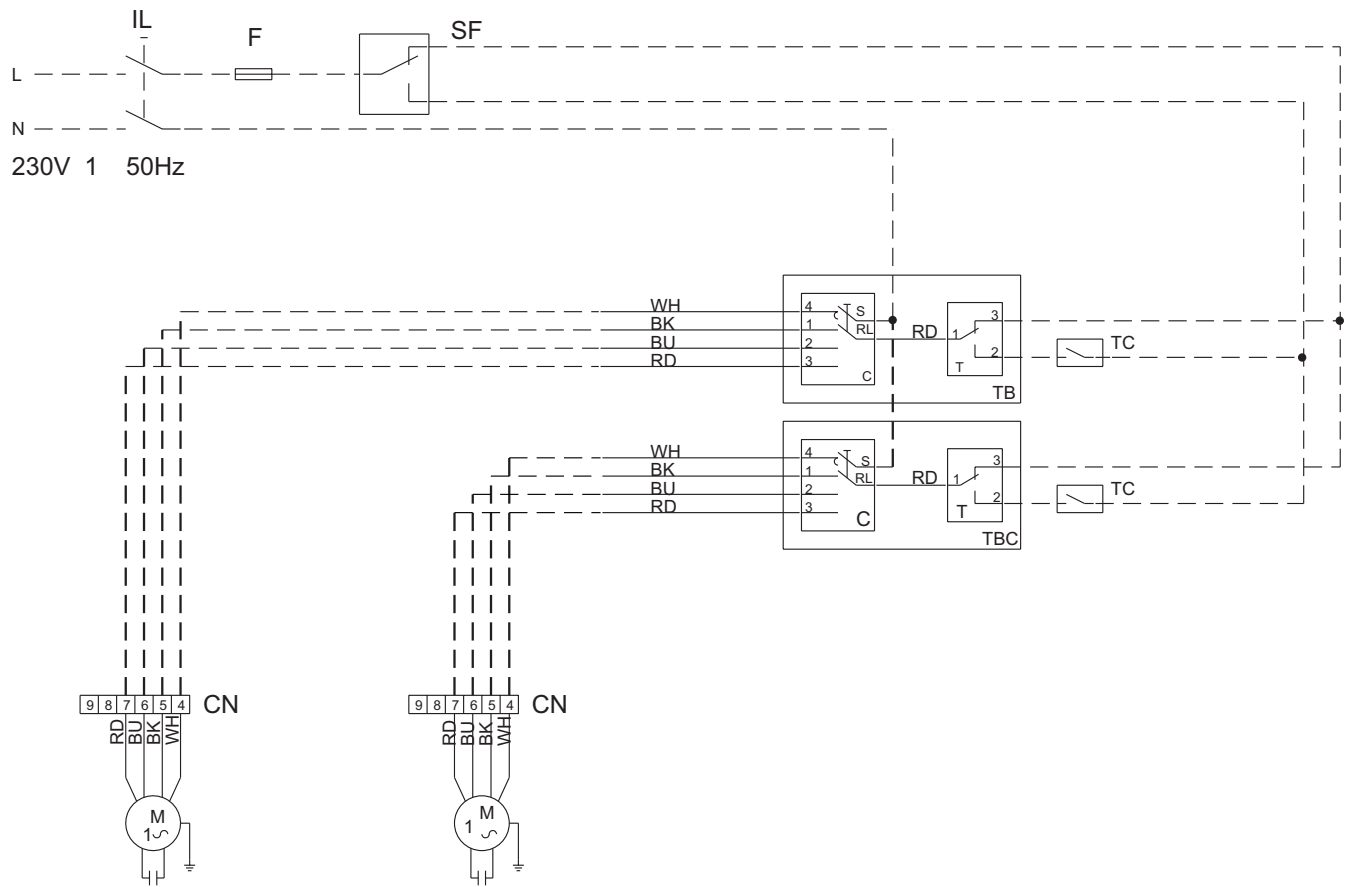 IL
F
SF
L
N
230V 1 50Hz
WH 4 T S 3
BK 1 RL RD 1
BU 2 2 TC
RD 3 T
C TB
WH 4 T S 3
BK 1 RL RD 1
BU 2 2 TC
RD 3 C T
TBC
9 8 7 6 5 4 CN
9 8 7 6 5 4 CN
RD BU BK WH
RD BU BK WH
M
1
M
1